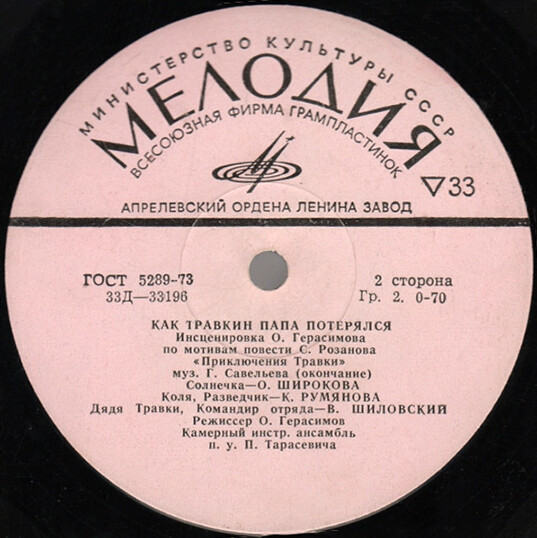 МИНИСТЕРСТВО КУЛЬТУРЫ СССР
МЕЛОДИЯ
ВСЕСОЮЗНАЯ ФИРМА ГРАМПЛАСТИНОК
▽33
АПРЕЛЕВСКИЙ ОРДЕНА ЛЕНИНА ЗАВОД
ГОСТ 5289-73
33Д—33196
2 сторона
Гр. 2. 0-70
КАК ТРАВКИН ПАПА ПОТЕРЯЛСЯ
Инсценировка О. Герасимова
по мотивам повести С. Розанова
«Приключения Травки»
муз. Г. Савельева (окончание)
Солнечка—О. ШИРОКОВА
Коля, Разведчик—К. РУМЯНОВА
Дядя Травки, Командир отряда—В. ШИЛОВСКИЙ
Режиссер О. Герасимов
Камерный инстр. ансамбль
п. у. П. Тарасевича